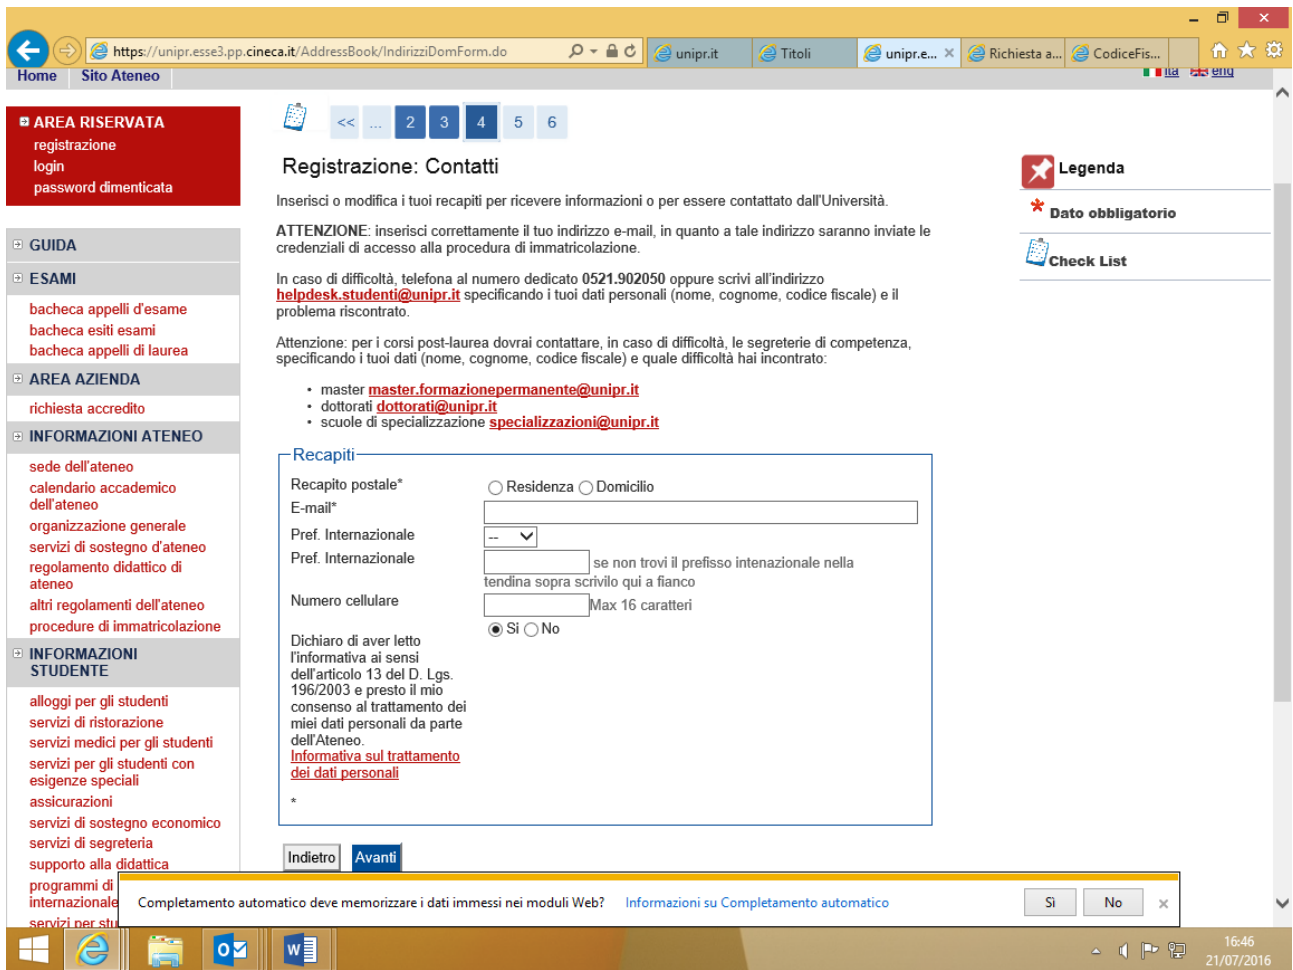 https://unipr.esse3.pp.cineca.it/AddressBook/IndirizziDomForm.do
unipr.it
Titoli
unipr.e...
Richiesta a...
CodiceFis...
Home
Sito Ateneo
ita
eng
AREA RISERVATA
registrazione
login
password dimenticata
GUIDA
ESAMI
bacheca appelli d'esame
bacheca esiti esami
bacheca appelli di laurea
AREA AZIENDA
richiesta accredito
INFORMAZIONI ATENEO
sede dell'ateneo
calendario accademico
dell'ateneo
organizzazione generale
servizi di sostegno d'ateneo
regolamento didattico di
ateneo
altri regolamenti dell'ateneo
procedure di immatricolazione
INFORMAZIONI
STUDENTE
alloggi per gli studenti
servizi di ristorazione
servizi medici per gli studenti
servizi per gli studenti con
esigenze speciali
assicurazioni
servizi di sostegno economico
servizi di segreteria
supporto alla didattica
programmi di
internazionale
servizi per stu
<< ... 2 3 4 5 6
Registrazione: Contatti
Inserisci o modifica i tuoi recapiti per ricevere informazioni o per essere contattato dall'Università.
ATTENZIONE: inserisci correttamente il tuo indirizzo e-mail, in quanto a tale indirizzo saranno inviate le
credenziali di accesso alla procedura di immatricolazione.
In caso di difficoltà, telefona al numero dedicato 0521.902050 oppure scrivi all'indirizzo
helpdesk.studenti@unipr.it specificando i tuoi dati personali (nome, cognome, codice fiscale) e il
problema riscontrato.
Attenzione: per i corsi post-laurea dovrai contattare, in caso di difficoltà, le segreterie di competenza,
specificando i tuoi dati (nome, cognome, codice fiscale) e quale difficoltà hai incontrato:
• master master.formazionepermanente@unipr.it
• dottorati dottorati@unipr.it
• scuole di specializzazione specializzazioni@unipr.it
Recapiti
Recapito postale*
Residenza Domicilio
E-mail*
Pref. Internazionale
--
Pref. Internazionale
se non trovi il prefisso intenazionale nella
tendina sopra scrivilo qui a fianco
Numero cellulare
Max 16 caratteri
Si No
Dichiaro di aver letto
l'informativa ai sensi
dell'articolo 13 del D. Lgs.
196/2003 e presto il mio
consenso al trattamento dei
miei dati personali da parte
dell'Ateneo.
Informativa sul trattamento
dei dati personali
*
Indietro
Avanti
Legenda
* Dato obbligatorio
Check List
Completamento automatico deve memorizzare i dati immessi nei moduli Web?
Informazioni su Completamento automatico
Sì
No
16:46
21/07/2016